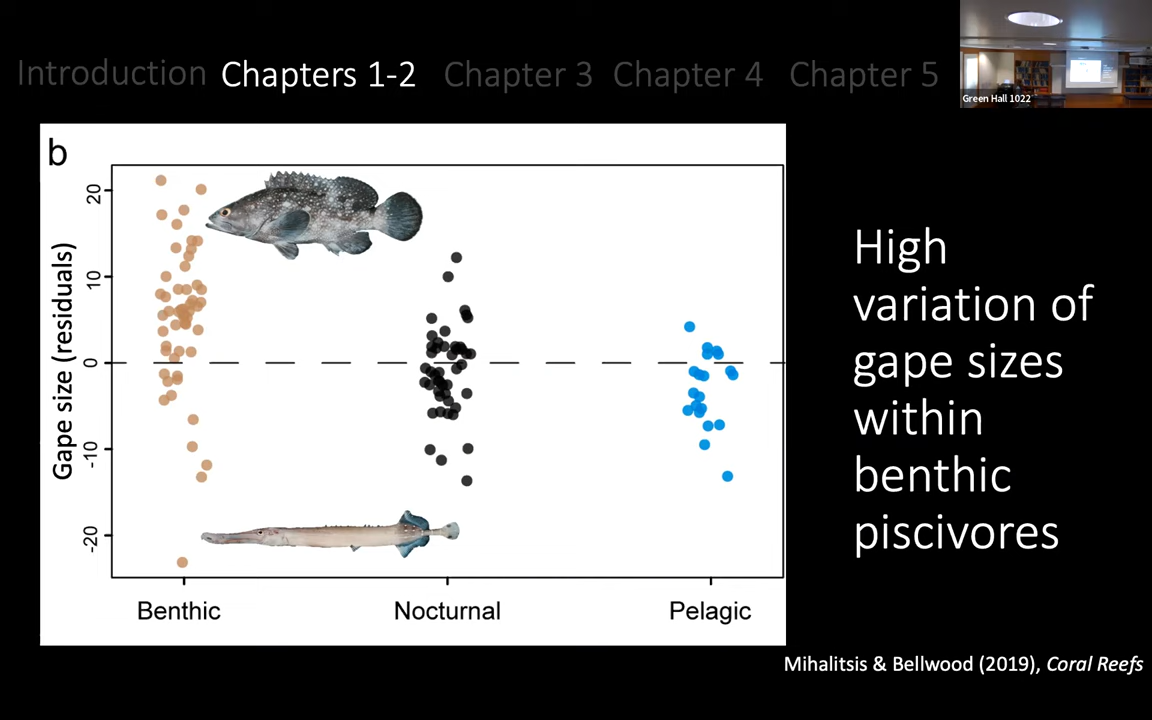 Introduction Chapters 1-2 Chapter 3 Chapter 4 Chapter 5
Green Hall 1022
b
Gape size (residuals)
20
10
0
-10
-20
Benthic Nocturnal Pelagic
High
variation of
gape sizes
within
benthic
piscivores
Mihalitsis & Bellwood (2019), Coral Reefs